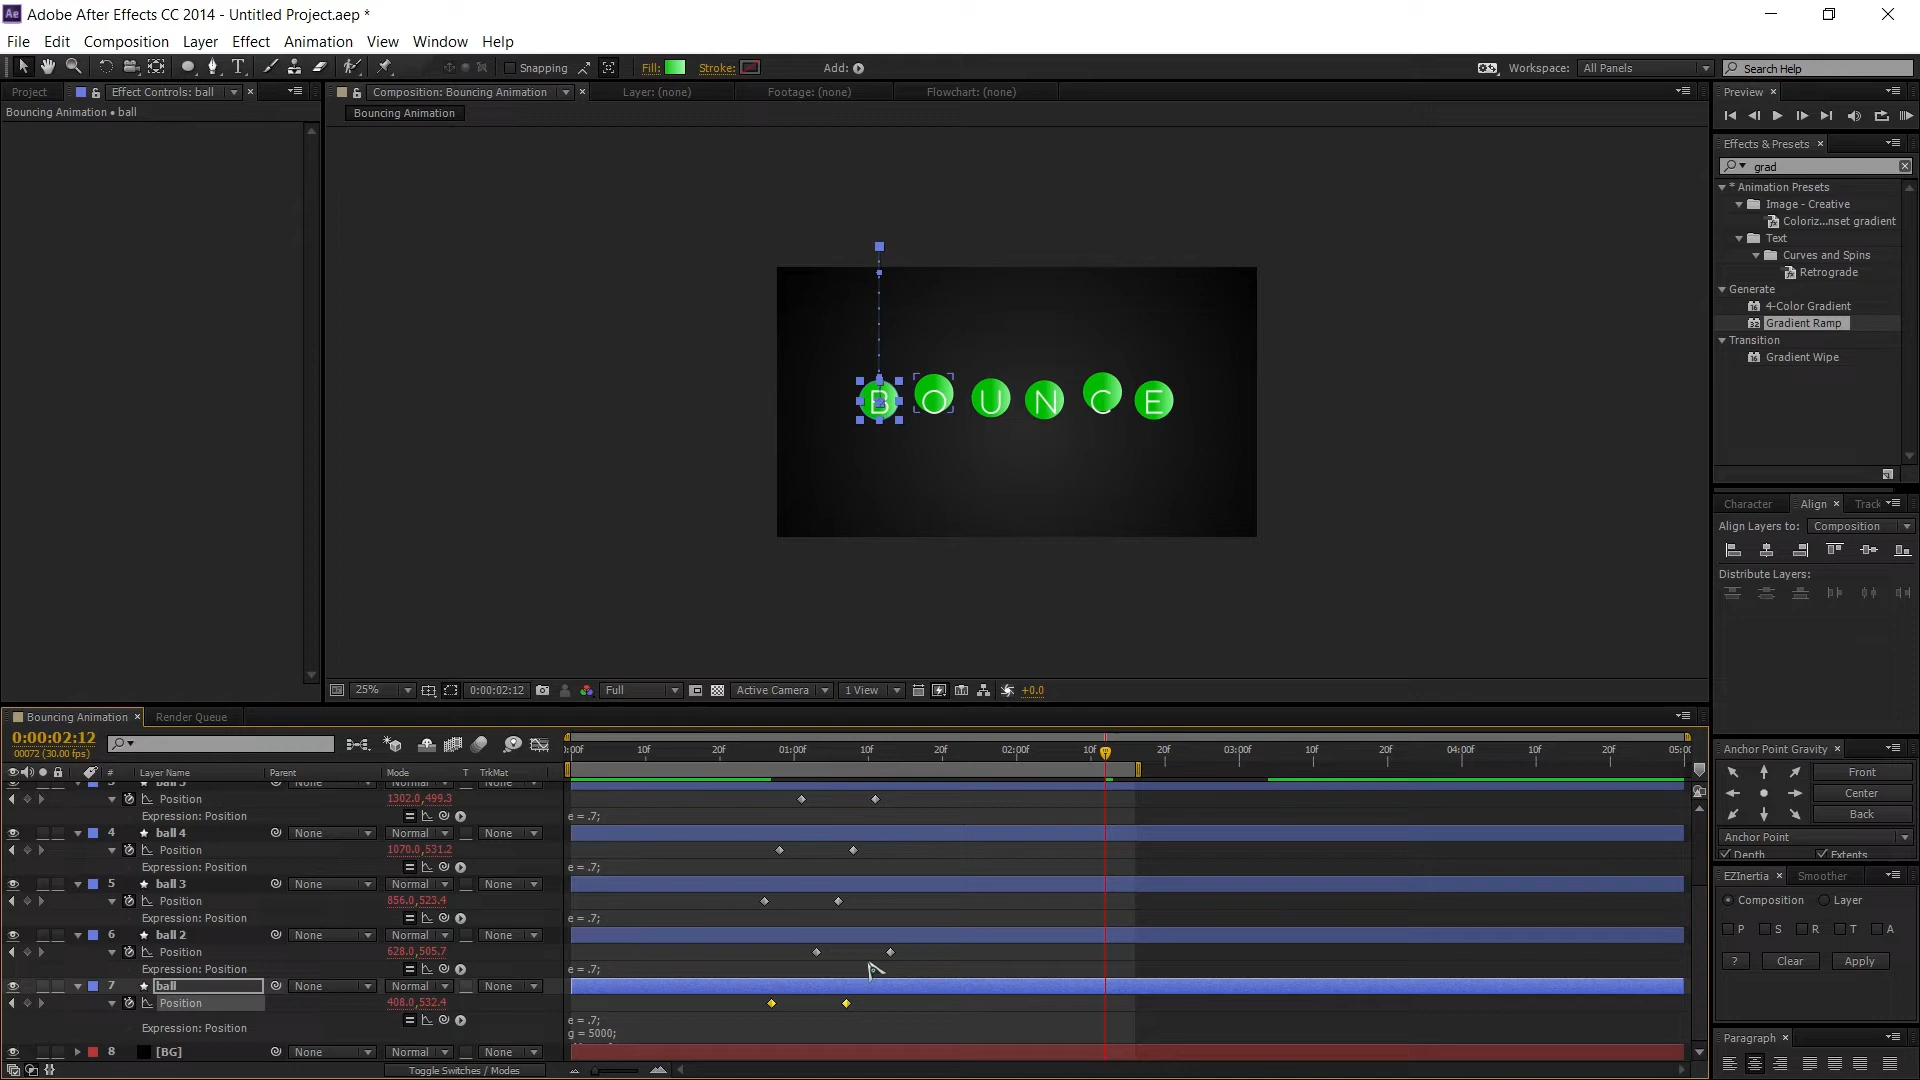 Adobe After Effects CC 2014 - Untitled Project.aep *
File Edit Composition Layer Effect Animation View Window Help
Snapping Fill: Stroke: Add: Workspace: All Panels Search Help
Project Effect Controls: ball Composition: Bouncing Animation Layer: (none) Footage: (none) Flowchart: (none) Preview
Bouncing Animation • ball
Bouncing Animation
Effects & Presets
grad
* Animation Presets
Image - Creative
Coloriz...nset gradient
Text
Curves and Spins
Retrograde
Generate
4-Color Gradient
Gradient Ramp
Transition
Gradient Wipe
B O U N C E
Character Align Track
Align Layers to: Composition
Distribute Layers:
25% 0:00:02:12 Full Active Camera 1 View +0.0
Bouncing Animation Render Queue
0:00:02:12
00072 (30.00 fps)
0:00f 10f 20f 01:00f 10f 20f 02:00f 10f 20f 03:00f 10f 20f 04:00f 10f 20f 05:00
# Layer Name Parent Mode T TrkMat
Position 1302.0,499.3
Expression: Position e = .7;
4 ball 4 None Normal None
Position 1070.0,531.2
Expression: Position e = .7;
5 ball 3 None Normal None
Position 856.0,523.4
Expression: Position e = .7;
6 ball 2 None Normal None
Position 628.0,505.7
Expression: Position e = .7;
7 ball None Normal None
Position 408.0,532.4
Expression: Position e = .7;
g = 5000;
8 [BG] None Normal None
Toggle Switches / Modes
Anchor Point Gravity
Front
Center
Back
Anchor Point
Depth Extents
EZInertia Smoother
Composition Layer
P S R T A
? Clear Apply
Paragraph